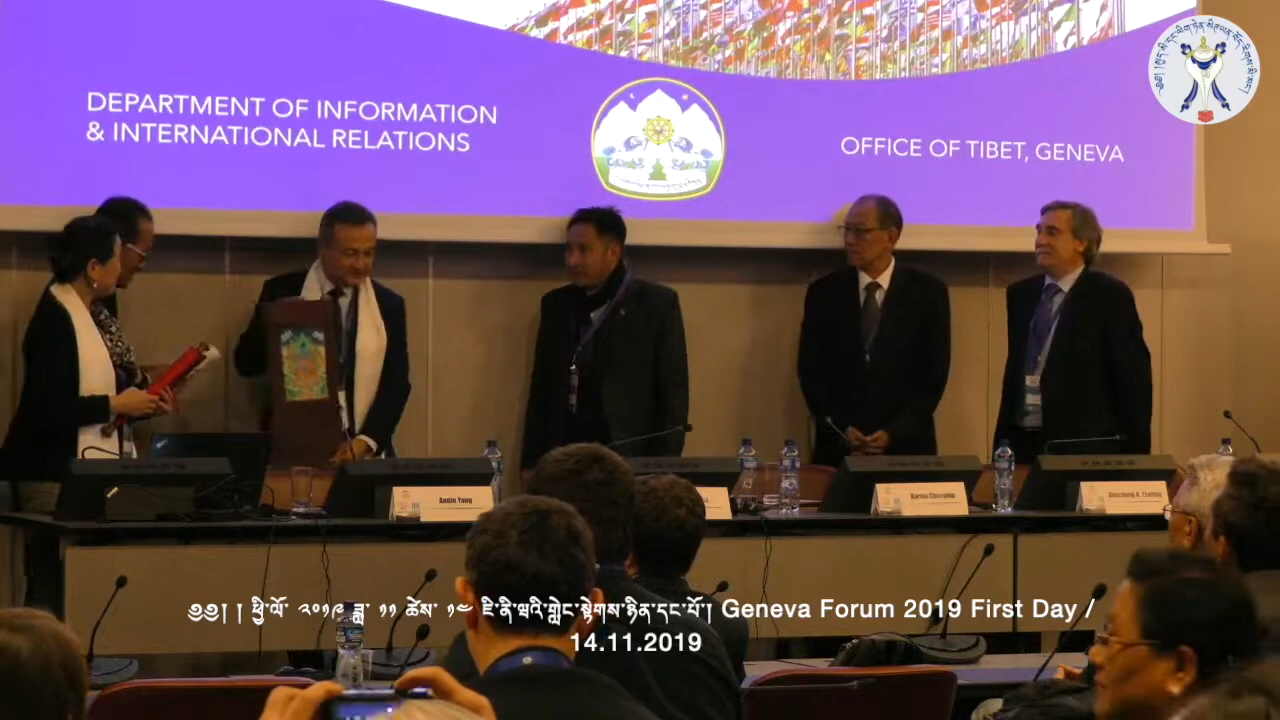 DEPARTMENT OF INFORMATION
& INTERNATIONAL RELATIONS
OFFICE OF TIBET, GENEVA
Annie Yang
Karma Choeying
༄༅། ། ཕྱི་ལོ་ ༢༠༡༩ ཟླ་ ༡༡ ཚེས་ ༡༤ ཇི་ནི་ཝའི་གླེང་སྟེགས་ཉིན་དང་པོ། Geneva Forum 2019 First Day /
14.11.2019